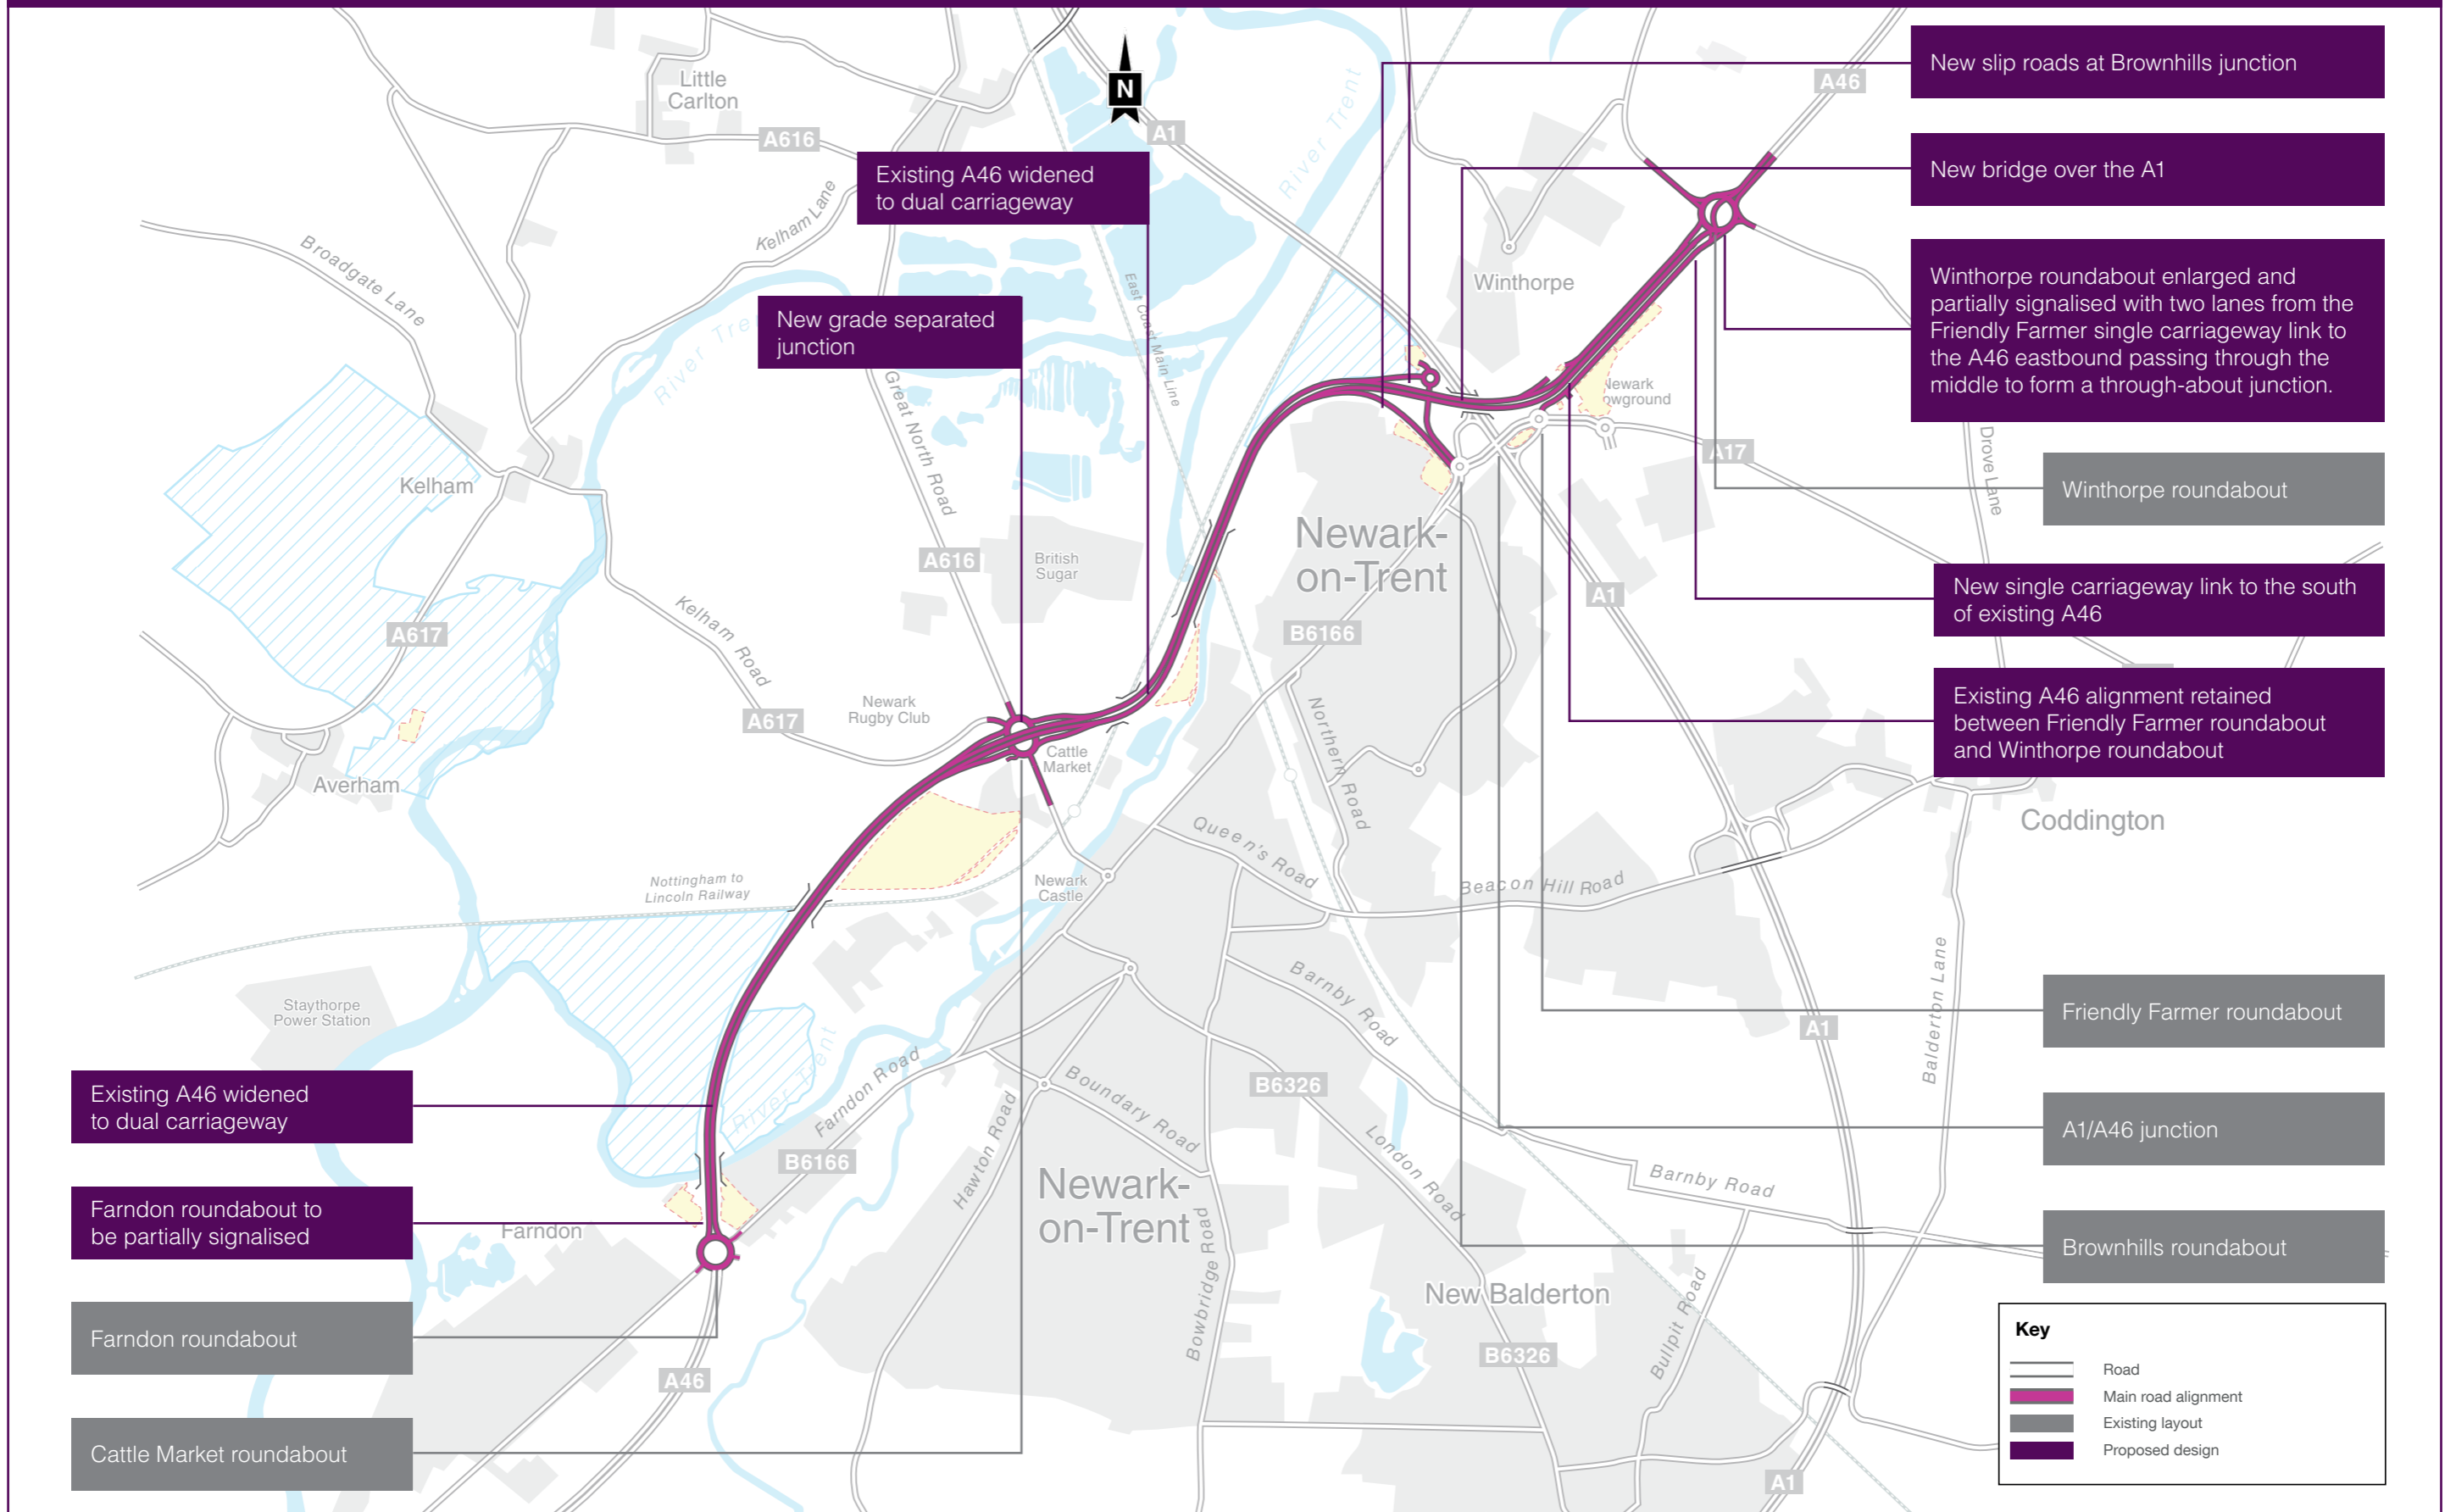 New slip roads at Brownhills junction
A46
Little
Carlton
N
A1
River Trent
A616
New bridge over the A1
Existing A46 widened
to dual carriageway
Kelham Lane
Broadgate Lane
East Coast Main Line
Winthorpe
Winthorpe roundabout enlarged and
partially signalised with two lanes from the
Friendly Farmer single carriageway link to
the A46 eastbound passing through the
middle to form a through-about junction.
New grade separated
junction
River
Great North Road
A17
Drove Lane
Kelham
Winthorpe roundabout
Newark-
on-Trent
A616
British
Sugar
A1
New single carriageway link to the south
of existing A46
A617
Kelham Road
B6166
Newark
Rugby Club
A617
Northern Road
Existing A46 alignment retained
between Friendly Farmer roundabout
and Winthorpe roundabout
Cattle
Market
Averham
Coddington
Queen's Road
Nottingham to
Lincoln Railway
Newark
Castle
Beacon Hill Road
Staythorpe
Power Station
Barnby Road
Balderton Lane
Friendly Farmer roundabout
A1
River Trent
Farndon Road
Boundary Road
B6326
Existing A46 widened
to dual carriageway
Hawton Road
London Road
A1/A46 junction
B6166
Barnby Road
Newark-
on-Trent
Farndon roundabout to
be partially signalised
Farndon
Bowbridge Road
Brownhills roundabout
New Balderton
Bullpit Road
Farndon roundabout
B6326
A46
Cattle Market roundabout
Key
Road
Main road alignment
Existing layout
Proposed design
A1